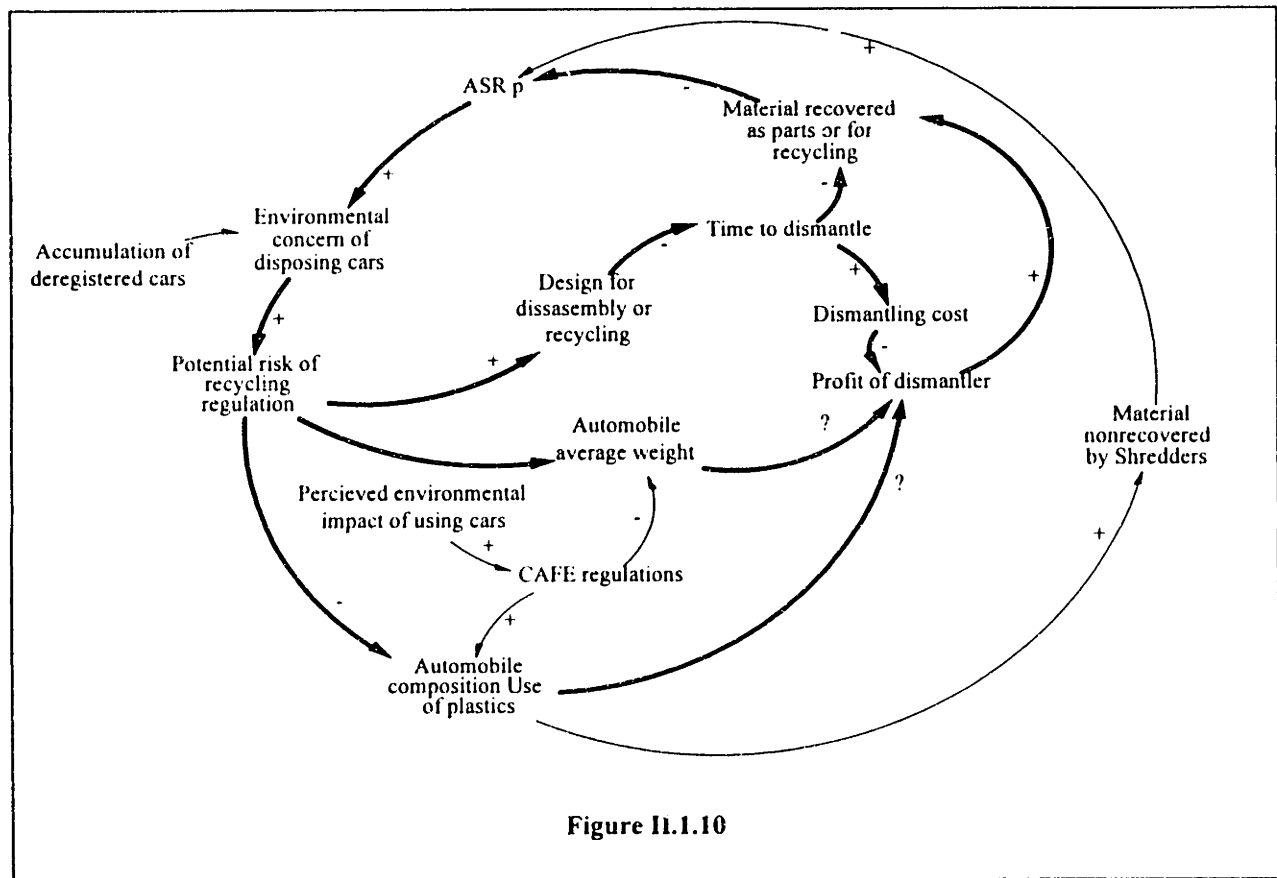 +
ASR p
-
Material recovered
as parts or for
recycling
+
-
Environmental
concern of
disposing cars
Time to dismantle
Accumulation of
deregistered cars
-
+
+
Design for
dissasembly or
recycling
Dismantling cost
+
-
Potential risk of
recycling
regulation
+
Profit of dismantler
Automobile
average weight
?
Material
nonrecovered
by Shredders
?
Percieved environmental
impact of using cars
-
+
+
CAFE regulations
-
+
Automobile
composition Use
of plastics
Figure II.1.10